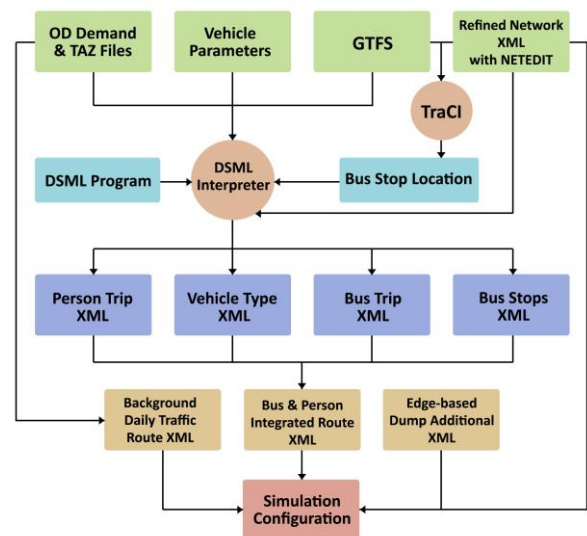 OD Demand
& TAZ Files
Vehicle
Parameters
GTFS
Refined Network
XML
with NETEDIT
TraCI
DSML Program
DSML
Interpreter
Bus Stop Location
Person Trip
XML
Vehicle Type
XML
Bus Trip
XML
Bus Stops
XML
Background
Daily Traffic
Route XML
Bus & Person
Integrated Route
XML
Edge-based
Dump Additional
XML
Simulation
Configuration